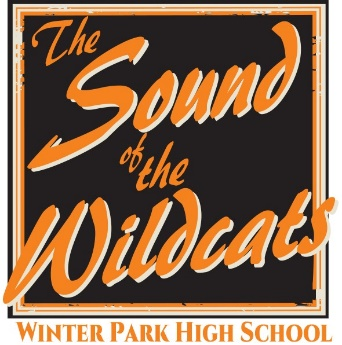 The
Sound
of the
Wildcats
WINTER PARK HIGH SCHOOL